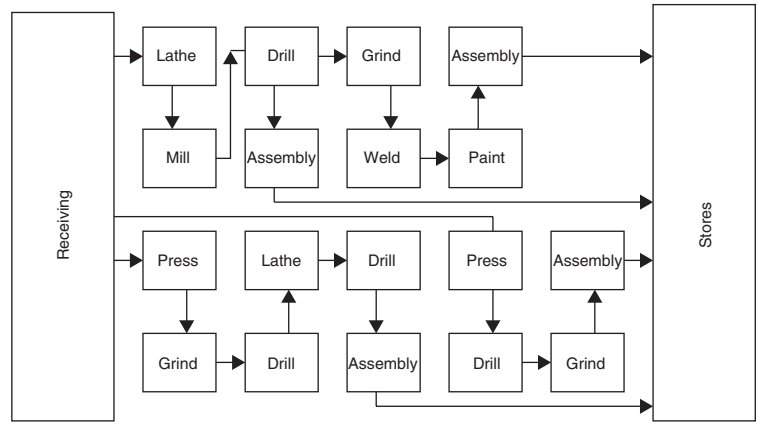 Receiving
Lathe
Drill
Grind
Assembly
Mill
Assembly
Weld
Paint
Press
Lathe
Drill
Press
Assembly
Grind
Drill
Assembly
Drill
Grind
Stores